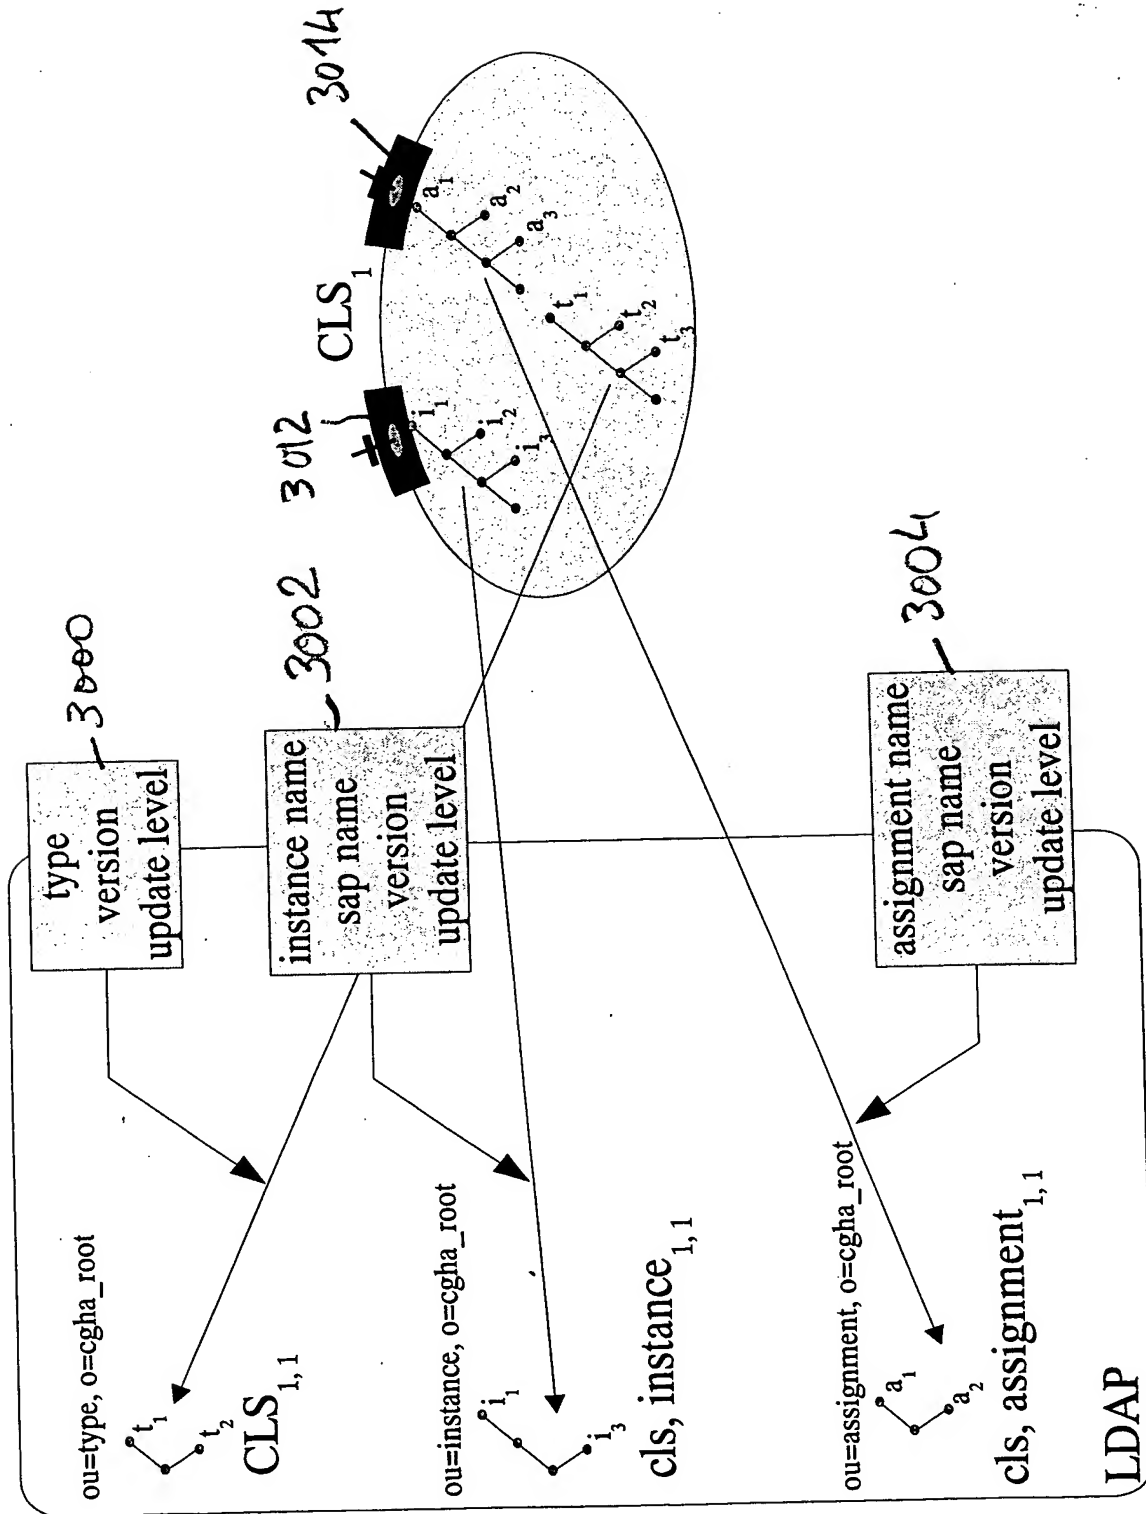 ou=type, o=cgha_root
t1
t2
CLS1,1
type
version
update level
3000
ou=instance, o=cgha_root
i1
i3
cls, instance1,1
instance name
sap name
version
update level
3002
ou=assignment, o=cgha_root
a1
a2
cls, assignment1,1
assignment name
sap name
version
update level
3004
LDAP
3012
CLS1
3014
i1
i2
i3
a1
a2
a3
t1
t2
t3